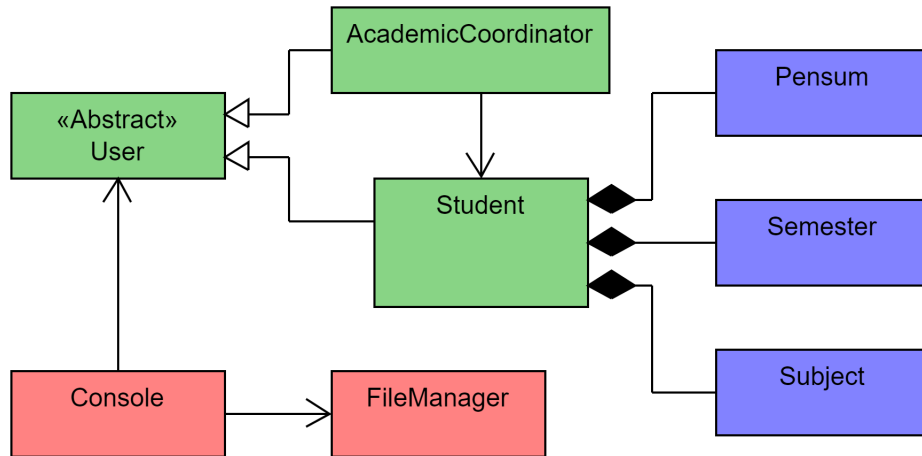 AcademicCoordinator
Pensum
«Abstract»
User
Student
Semester
Console
FileManager
Subject